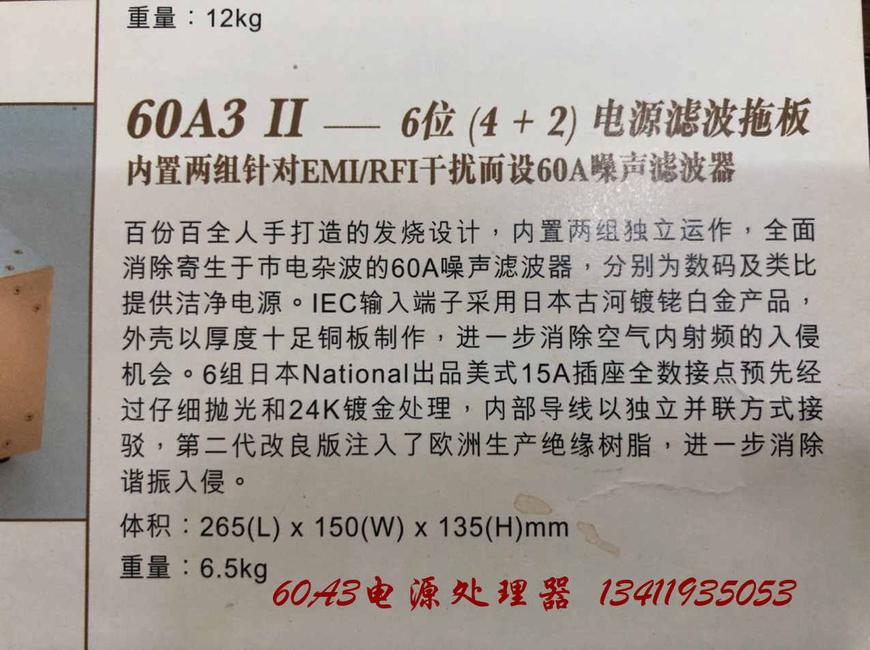 重量：12kg
60A3 II —— 6位 (4 + 2) 电源滤波拖板
内置两组针对EMI/RFI干扰而设60A噪声滤波器
百份百全人手打造的发烧设计，内置两组独立运作，全面
消除寄生于市电杂波的60A噪声滤波器，分别为数码及类比
提供洁净电源。IEC输入端子采用日本古河镀铑白金产品，
外壳以厚度十足铜板制作，进一步消除空气内射频的入侵
机会。6组日本National出品美式15A插座全数接点预先经
过仔细抛光和24K镀金处理，内部导线以独立并联方式接
驳，第二代改良版注入了欧洲生产绝缘树脂，进一步消除
谐振入侵。
体积：265(L) x 150(W) x 135(H)mm
重量：6.5kg
60A3电源处理器 13411935053